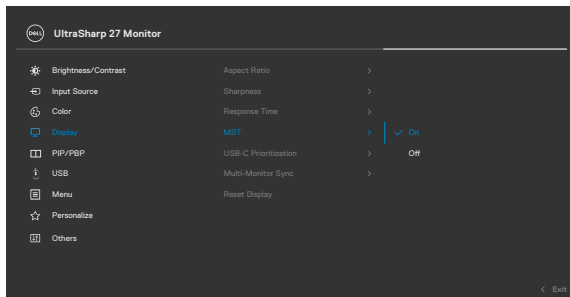 DELL UltraSharp 27 Monitor
Brightness/Contrast Aspect Ratio
Input Source Sharpness
Color Response Time
Display MST On
PIP/PBP USB-C Prioritization Off
USB Multi-Monitor Sync
Menu Reset Display
Personalize
Others
Exit